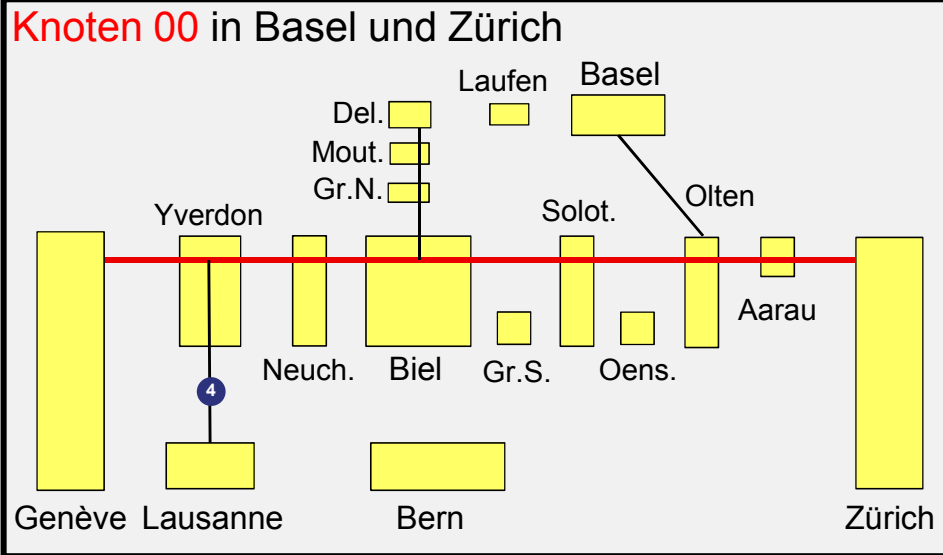 Knoten 00 in Basel und Zürich
Laufen
Basel
Del.
Mout.
Gr.N.
Yverdon
Solot.
Olten
Aarau
Neuch.
Biel
Gr.S.
Oens.
4
Genève
Lausanne
Bern
Zürich